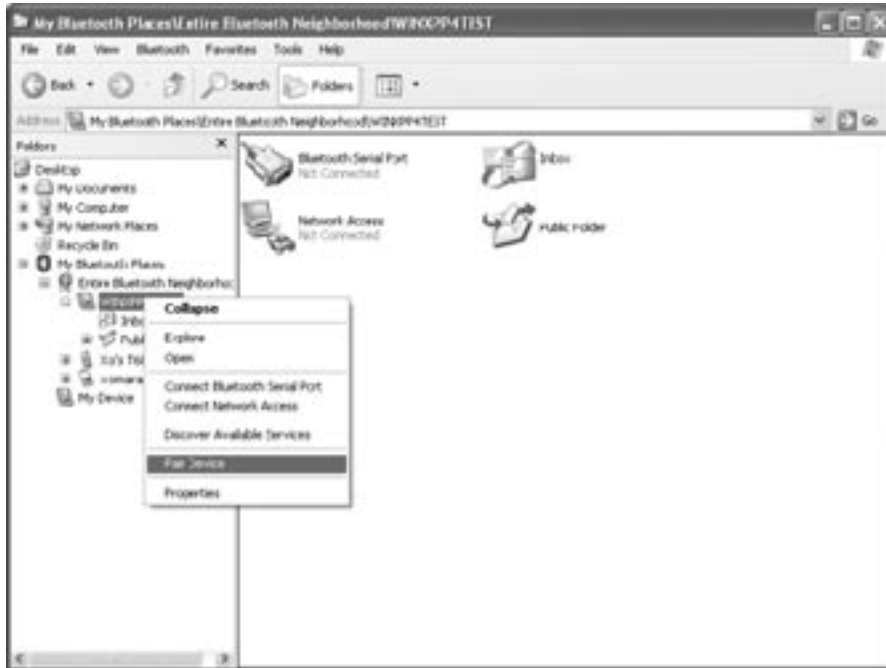 My Bluetooth Places\Entire Bluetooth Neighborhood\WINXPP4TEST
File Edit View Bluetooth Favorites Tools Help
Back Search Folders
Address My Bluetooth Places\Entire Bluetooth Neighborhood\WINXPP4TEST Go
Folders
Desktop
My Documents
My Computer
My Network Places
Recycle Bin
My Bluetooth Places
Entire Bluetooth Neighborho
Inbo
Publ
My Device
Collapse
Explore
Open
Connect Bluetooth Serial Port
Connect Network Access
Discover Available Services
Pair Device
Properties
Bluetooth Serial Port
Not Connected
Inbox
Network Access
Not Connected
Public Folder